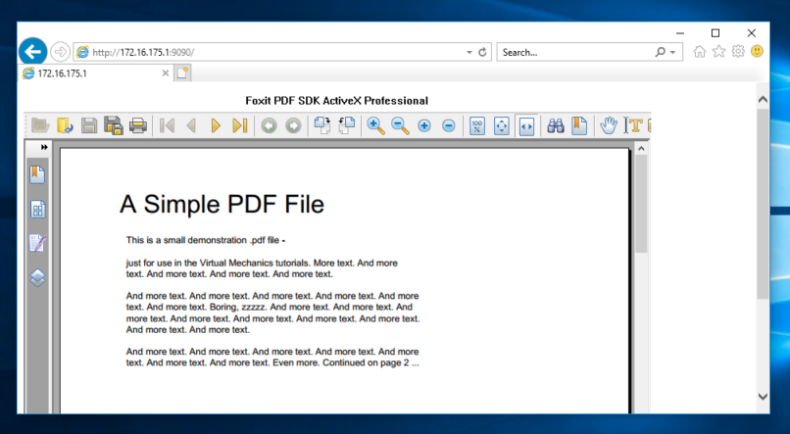 http://172.16.175.1:9090/
Search...
172.16.175.1
Foxit PDF SDK ActiveX Professional
100
%
A Simple PDF File
This is a small demonstration .pdf file -
just for use in the Virtual Mechanics tutorials. More text. And more
text. And more text. And more text. And more text.
And more text. And more text. And more text. And more text. And more
text. And more text. Boring, zzzzz. And more text. And more text. And
more text. And more text. And more text. And more text. And more text.
And more text. And more text.
And more text. And more text. And more text. And more text. And more
text. And more text. And more text. Even more. Continued on page 2 ...